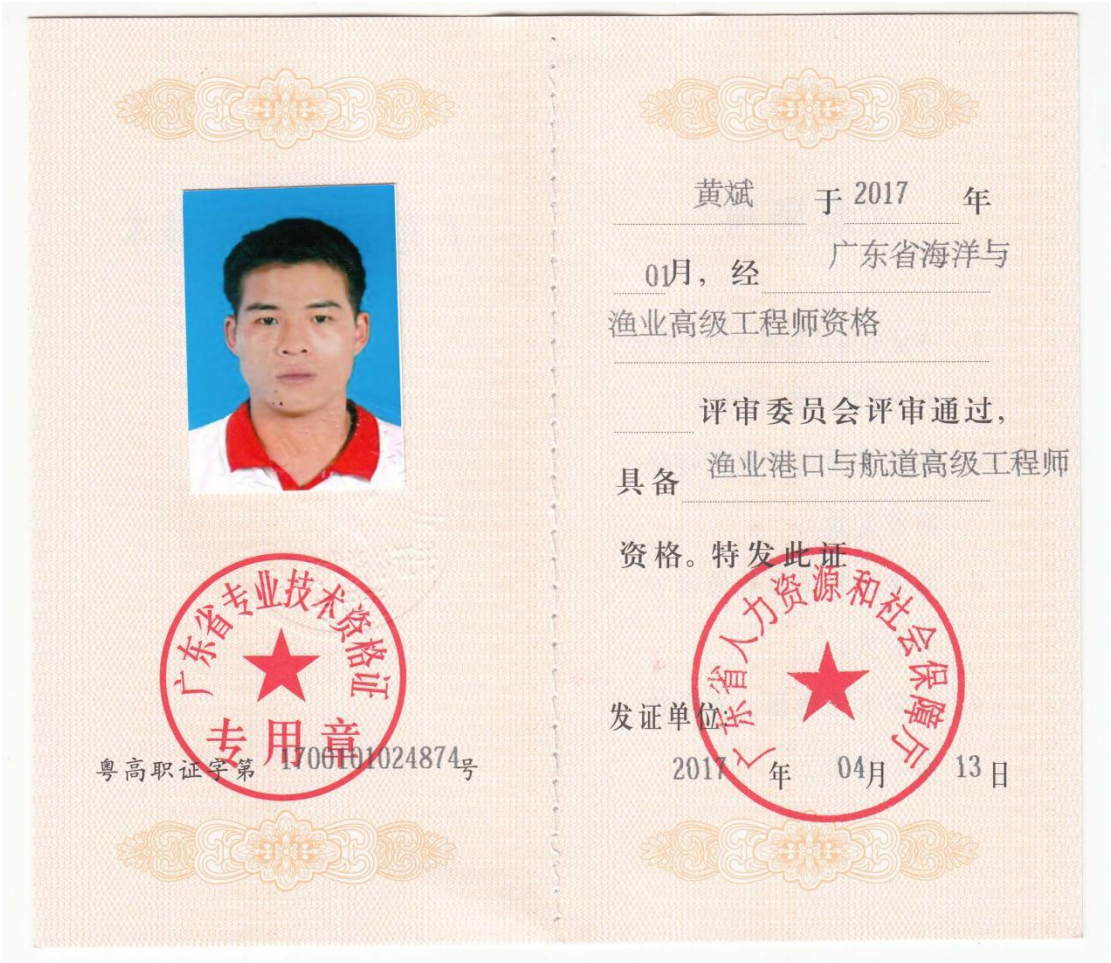 广东省专业技术资格证
专用章
粤高职证字第1700101024874号
黄斌 于 2017 年
01月，经 广东省海洋与
渔业高级工程师资格
评审委员会评审通过，
具备 渔业港口与航道高级工程师
资格。特发此证
广东省人力资源和社会保障厅
发证单位:
2017 年 04月 13日